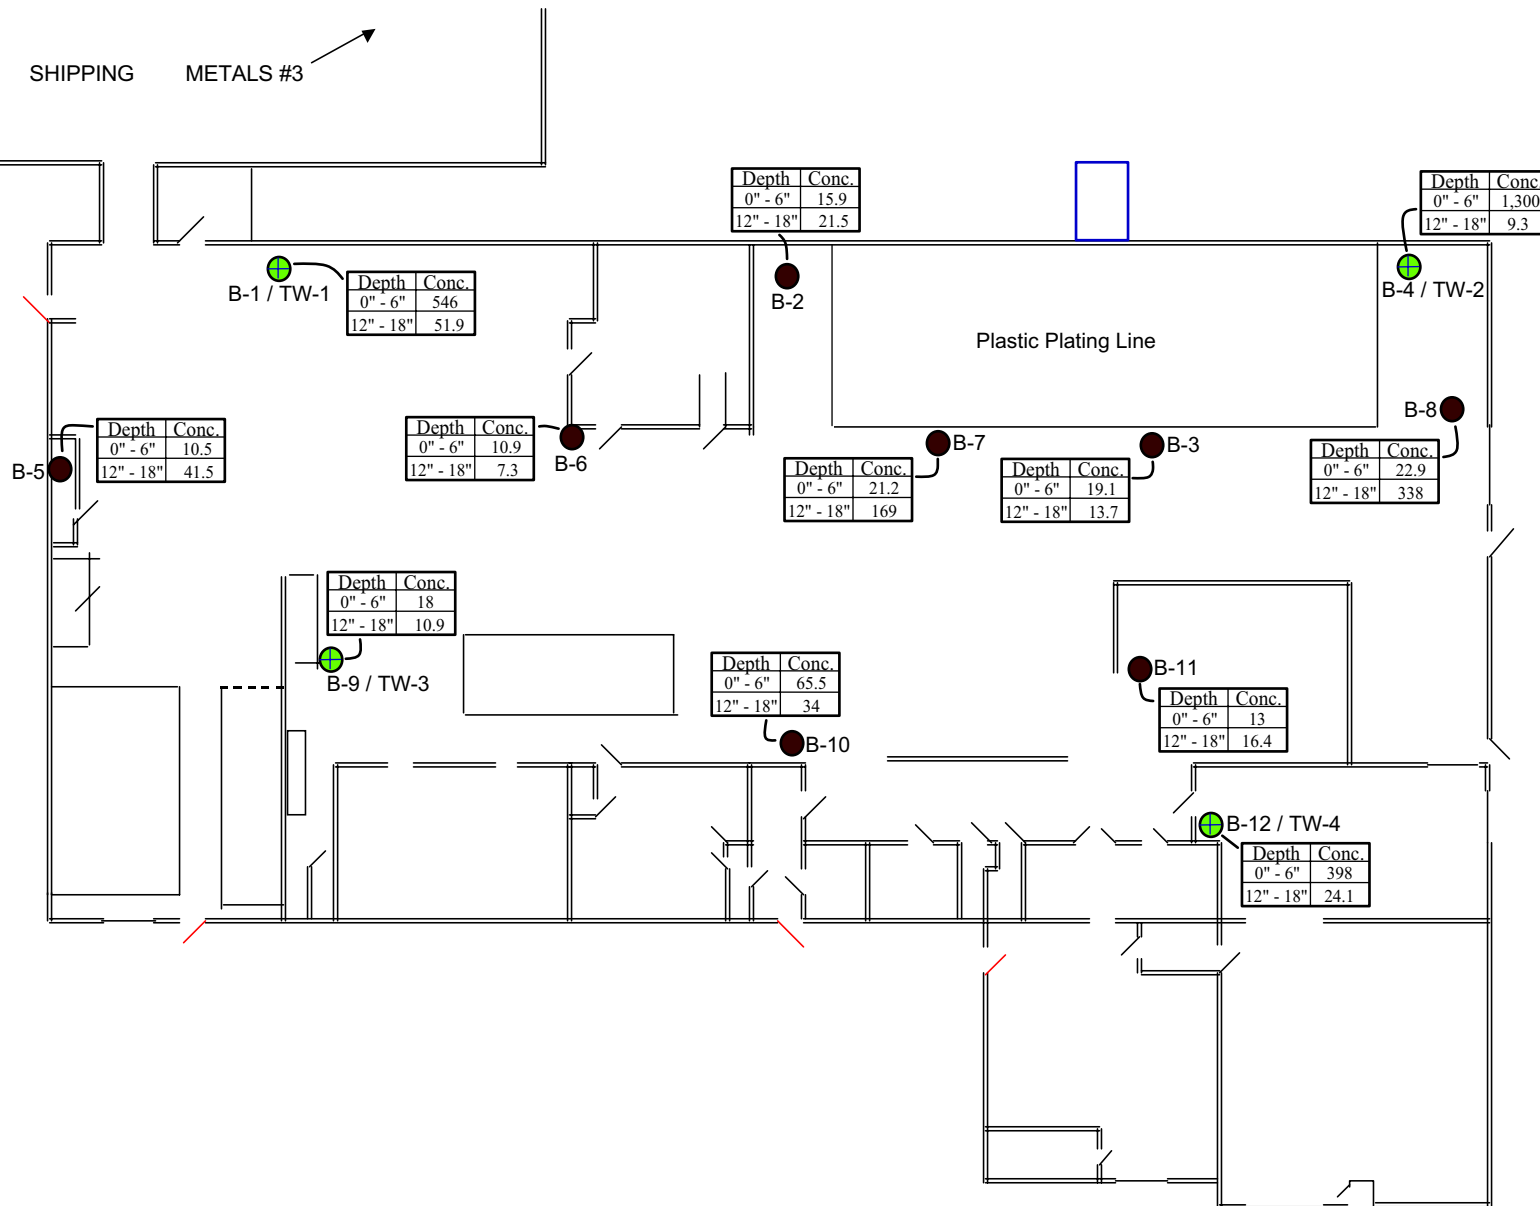 SHIPPING METALS #3
Depth Conc.
0" - 6" 15.9
12" - 18" 21.5
B-2
Depth Conc.
0" - 6" 1,300
12" - 18" 9.3
B-4 / TW-2
B-1 / TW-1
Depth Conc.
0" - 6" 546
12" - 18" 51.9
Plastic Plating Line
Depth Conc.
0" - 6" 10.5
12" - 18" 41.5
B-5
Depth Conc.
0" - 6" 10.9
12" - 18" 7.3
B-6
B-7
Depth Conc.
0" - 6" 21.2
12" - 18" 169
B-3
Depth Conc.
0" - 6" 19.1
12" - 18" 13.7
B-8
Depth Conc.
0" - 6" 22.9
12" - 18" 338
Depth Conc.
0" - 6" 18
12" - 18" 10.9
B-9 / TW-3
Depth Conc.
0" - 6" 65.5
12" - 18" 34
B-10
B-11
Depth Conc.
0" - 6" 13
12" - 18" 16.4
B-12 / TW-4
Depth Conc.
0" - 6" 398
12" - 18" 24.1